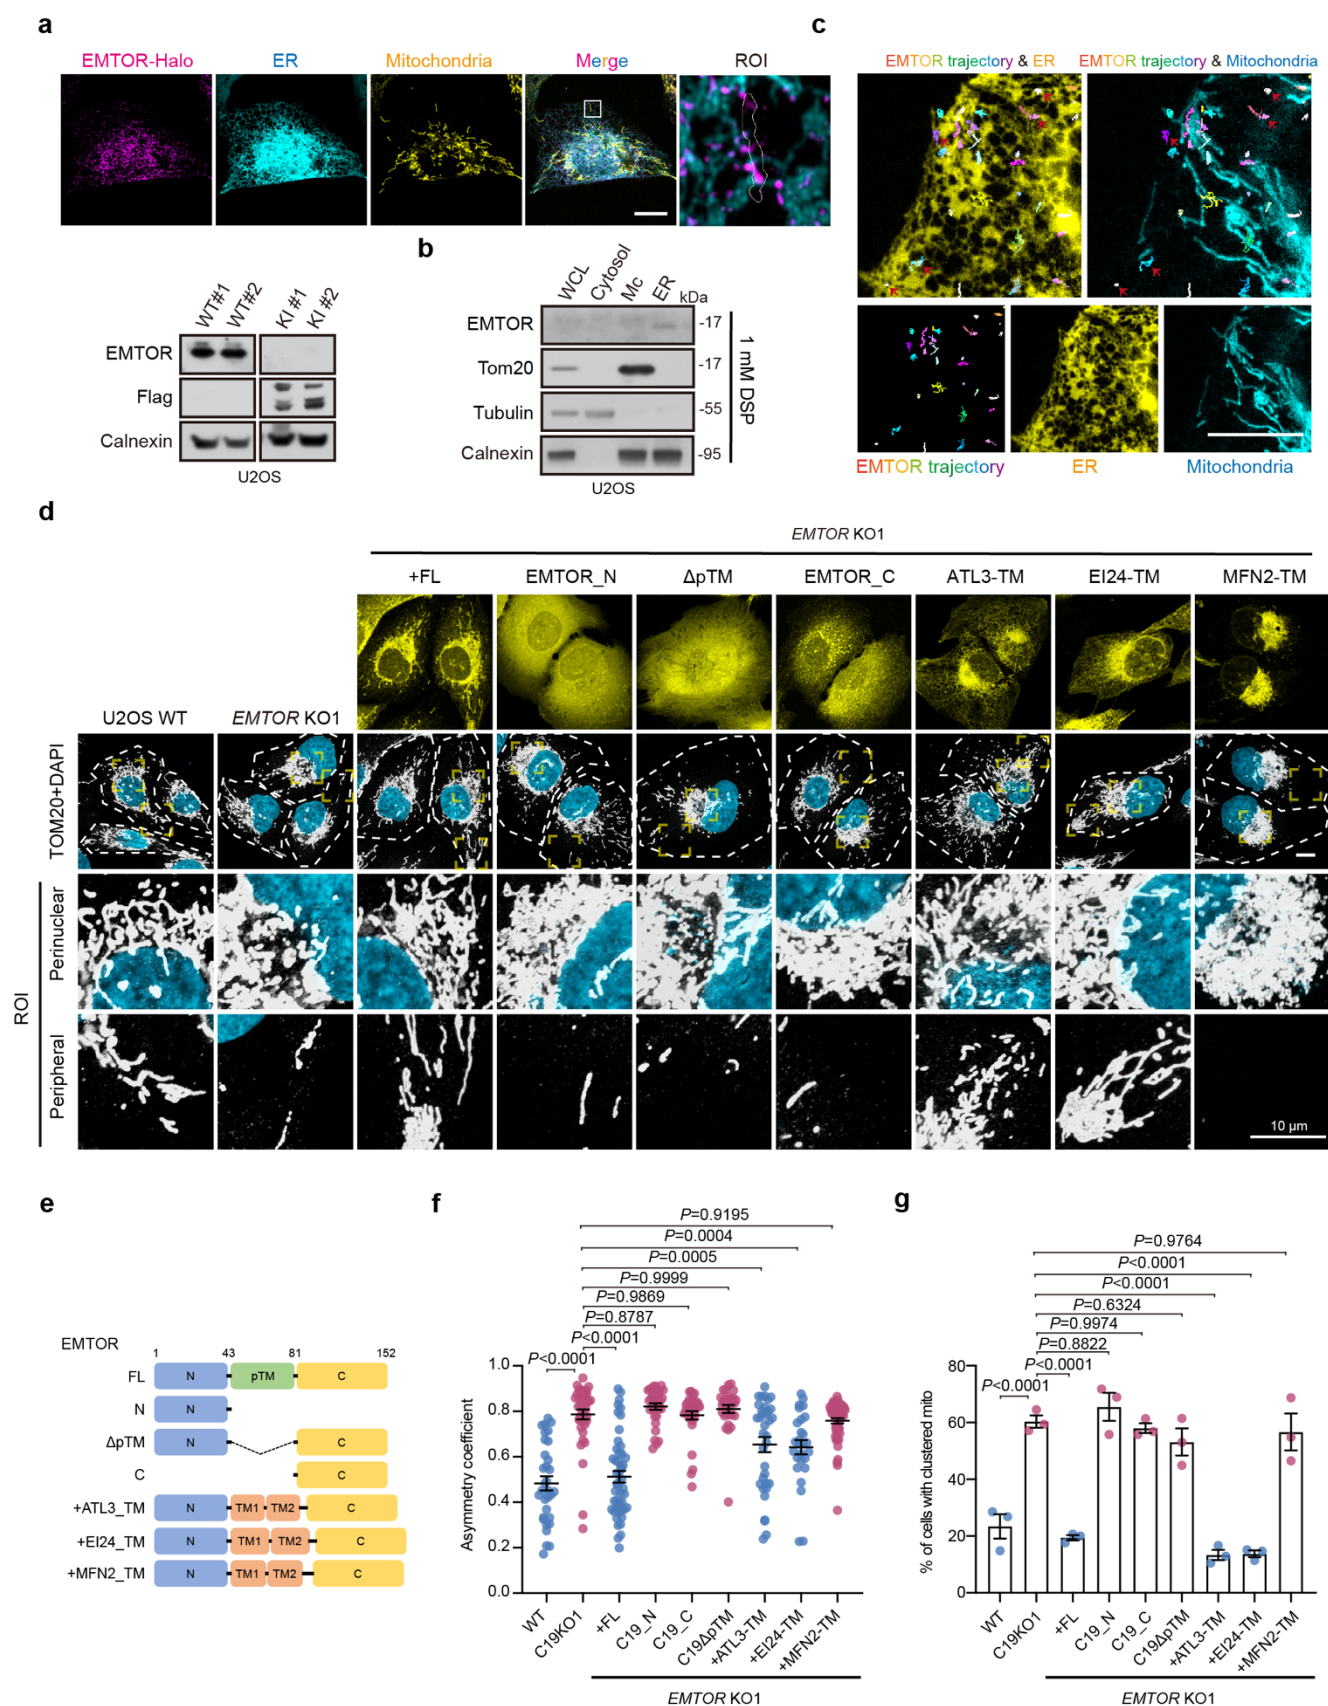 a
EMTOR-Halo ER Mitochondria Merge ROI
WT#1 WT#2 KI #1 KI #2
EMTOR
Flag
Calnexin
U2OS
b
WCL Cytosol Mc ER kDa
EMTOR -17
Tom20 -17
Tubulin -55
Calnexin -95
1 mM DSP
U2OS
c
EMTOR trajectory & ER EMTOR trajectory & Mitochondria
EMTOR trajectory ER Mitochondria
d
EMTOR KO1
+FL EMTOR_N ΔpTM EMTOR_C ATL3-TM EI24-TM MFN2-TM
U2OS WT EMTOR KO1
TOM20+DAPI
ROI
Perinuclear
Peripheral
10 μm
e
EMTOR
1 43 81 152
FL N pTM C
N N
ΔpTM N C
C C
+ATL3_TM N TM1 TM2 C
+EI24_TM N TM1 TM2 C
+MFN2_TM N TM1 TM2 C
f
P=0.9195
P=0.0004
P=0.0005
P=0.9999
P=0.9869
P=0.8787
P<0.0001
P<0.0001
Asymmetry coefficient
1.0
0.8
0.6
0.4
0.2
0.0
WT C19KO1 +FL C19_N C19_C C19ΔpTM +ATL3-TM +EI24-TM +MFN2-TM
EMTOR KO1
g
P=0.9764
P<0.0001
P<0.0001
P=0.6324
P=0.9974
P=0.8822
P<0.0001
P<0.0001
% of cells with clustered mito
80
60
40
20
0
WT C19KO1 +FL C19_N C19_C C19ΔpTM +ATL3-TM +EI24-TM +MFN2-TM
EMTOR KO1